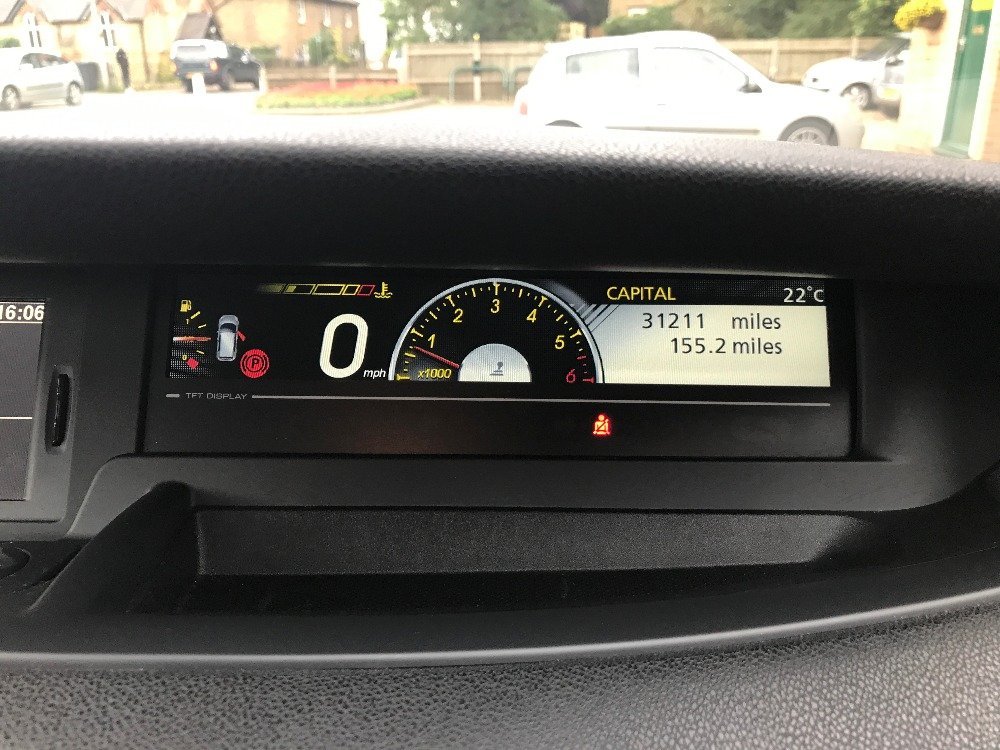 16:06
CAPITAL
22°C
31211 miles
155.2 miles
0 mph
1
2
3
4
5
6
x1000
P
TFT DISPLAY